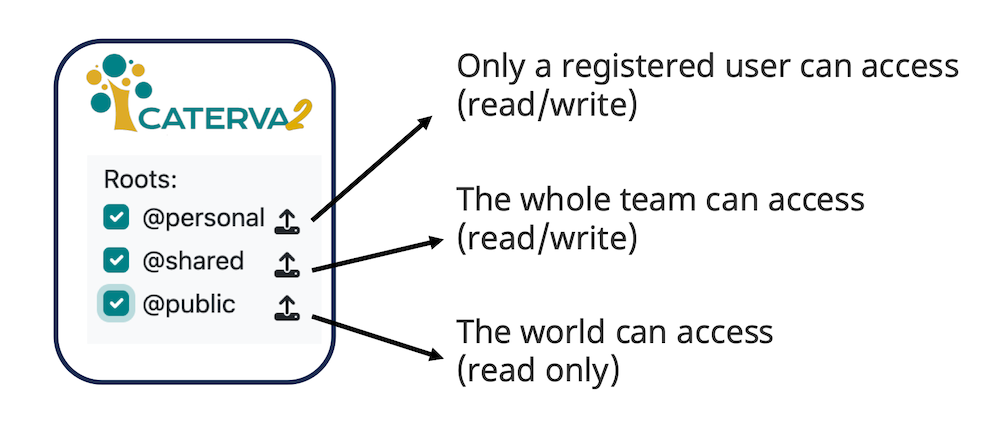 CATERVA2
Roots:
@personal
@shared
@public
Only a registered user can access
(read/write)
The whole team can access
(read/write)
The world can access
(read only)